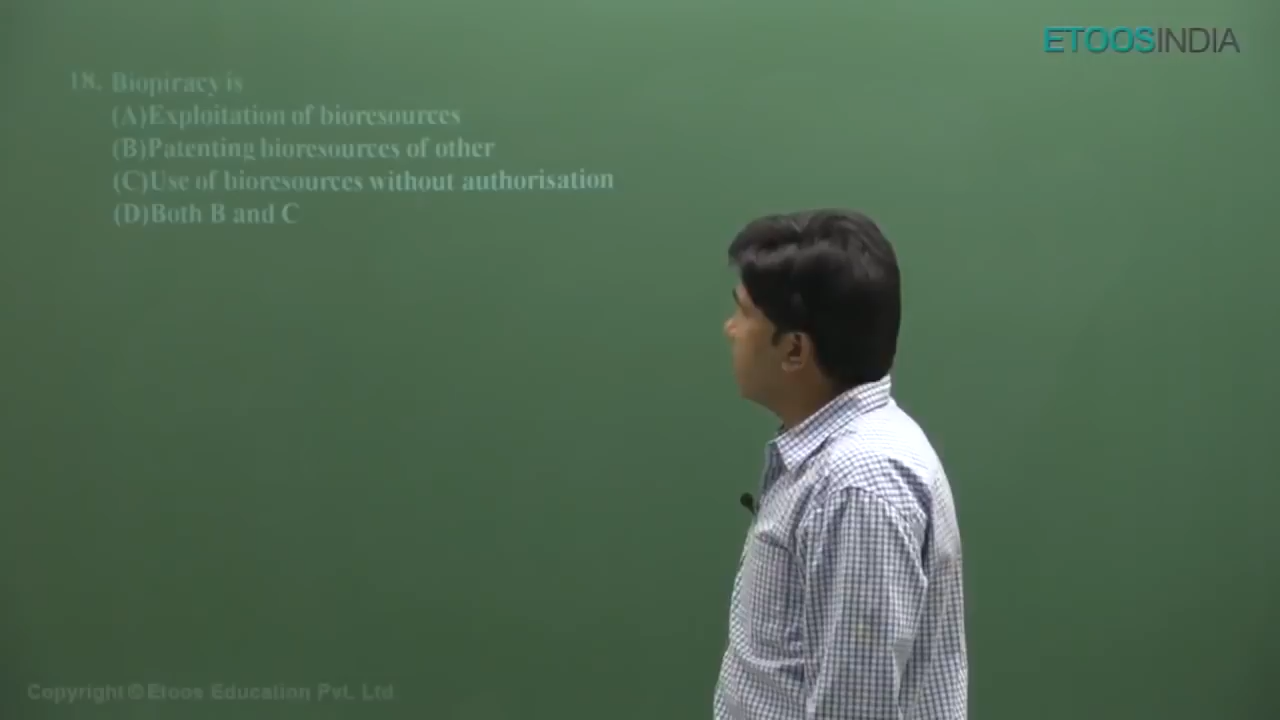 ETOOSINDIA
18. Biopiracy is
(A)Exploitation of bioresources
(B)Patenting bioresources of other
(C)Use of bioresources without authorisation
(D)Both B and C
Copyright © Etoos Education Pvt. Ltd